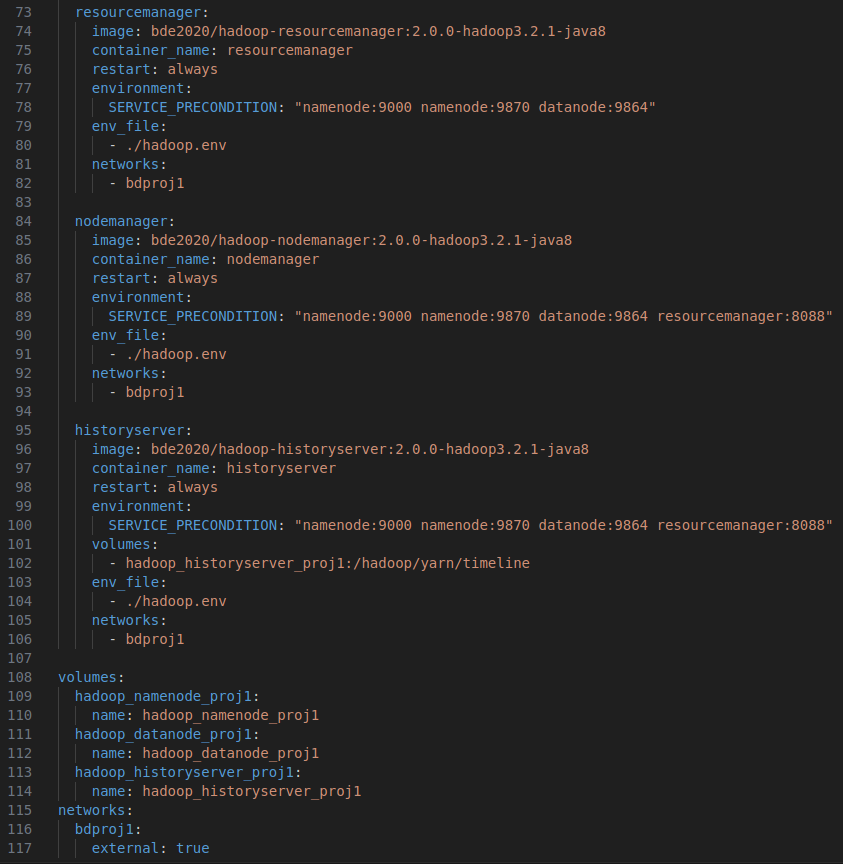 73 resourcemanager:
74 image: bde2020/hadoop-resourcemanager:2.0.0-hadoop3.2.1-java8
75 container_name: resourcemanager
76 restart: always
77 environment:
78 SERVICE_PRECONDITION: "namenode:9000 namenode:9870 datanode:9864"
79 env_file:
80 - ./hadoop.env
81 networks:
82 - bdproj1
83
84 nodemanager:
85 image: bde2020/hadoop-nodemanager:2.0.0-hadoop3.2.1-java8
86 container_name: nodemanager
87 restart: always
88 environment:
89 SERVICE_PRECONDITION: "namenode:9000 namenode:9870 datanode:9864 resourcemanager:8088"
90 env_file:
91 - ./hadoop.env
92 networks:
93 - bdproj1
94
95 historyserver:
96 image: bde2020/hadoop-historyserver:2.0.0-hadoop3.2.1-java8
97 container_name: historyserver
98 restart: always
99 environment:
100 SERVICE_PRECONDITION: "namenode:9000 namenode:9870 datanode:9864 resourcemanager:8088"
101 volumes:
102 - hadoop_historyserver_proj1:/hadoop/yarn/timeline
103 env_file:
104 - ./hadoop.env
105 networks:
106 - bdproj1
107
108 volumes:
109 hadoop_namenode_proj1:
110 name: hadoop_namenode_proj1
111 hadoop_datanode_proj1:
112 name: hadoop_datanode_proj1
113 hadoop_historyserver_proj1:
114 name: hadoop_historyserver_proj1
115 networks:
116 bdproj1:
117 external: true